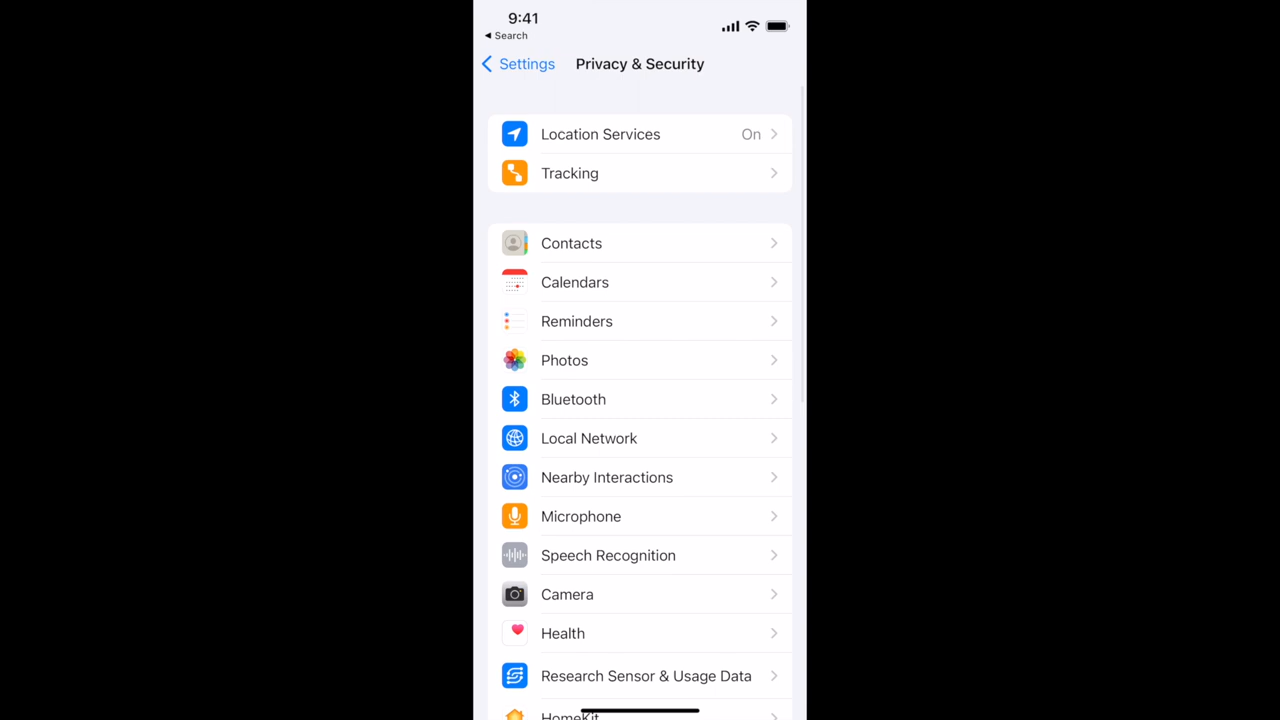 9:41
◀ Search
Settings Privacy & Security
Location Services On
Tracking
Contacts
Calendars
Reminders
Photos
Bluetooth
Local Network
Nearby Interactions
Microphone
Speech Recognition
Camera
Health
Research Sensor & Usage Data
HomeKit